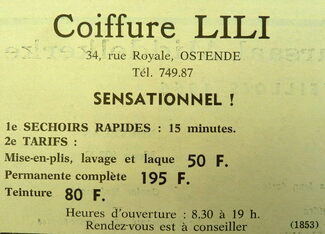 Coiffure LILI
34, rue Royale, OSTENDE
Tél. 749.87
SENSATIONNEL !
1e SECHOIRS RAPIDES : 15 minutes.
2e TARIFS :
Mise-en-plis, lavage et laque 50 F.
Permanente complète 195 F.
Teinture 80 F.
Heures d'ouverture : 8.30 à 19 h.
Rendez-vous est à conseiller (1853)